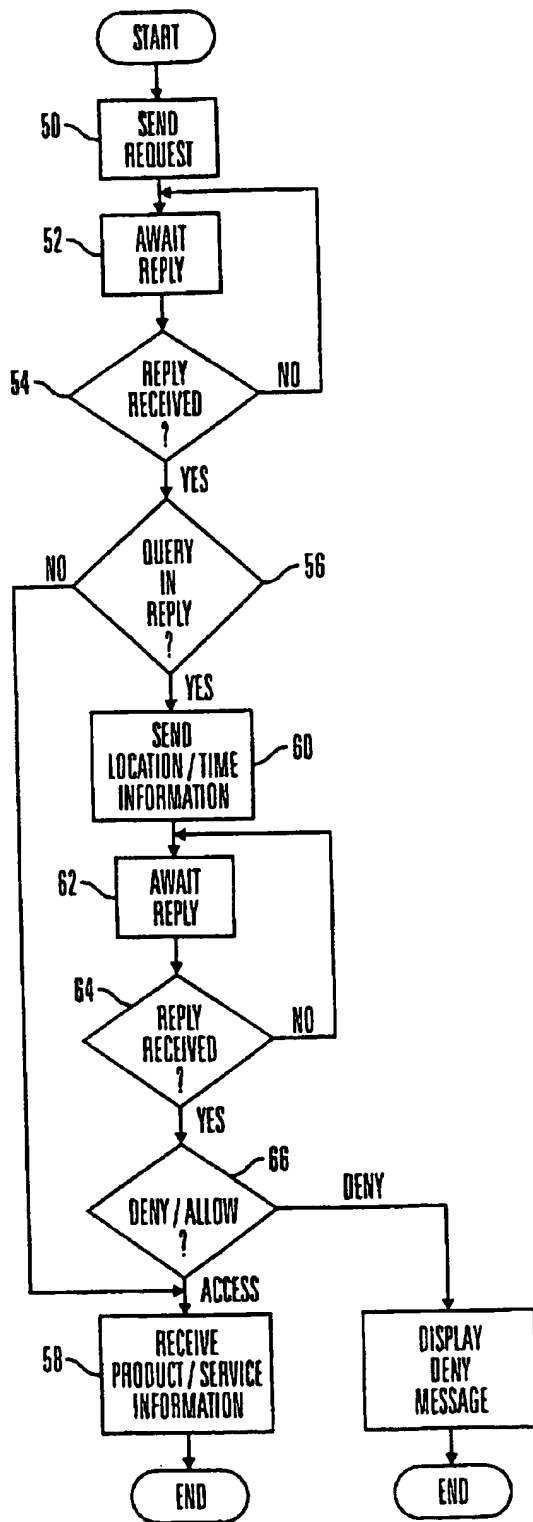 START
50
SEND
REQUEST
52
AWAIT
REPLY
54
REPLY
RECEIVED
?
NO
YES
NO
QUERY
IN
REPLY
?
56
YES
SEND
LOCATION / TIME
INFORMATION
60
62
AWAIT
REPLY
64
REPLY
RECEIVED
?
NO
YES
66
DENY / ALLOW
?
DENY
ACCESS
58
RECEIVE
PRODUCT / SERVICE
INFORMATION
DISPLAY
DENY
MESSAGE
END
END